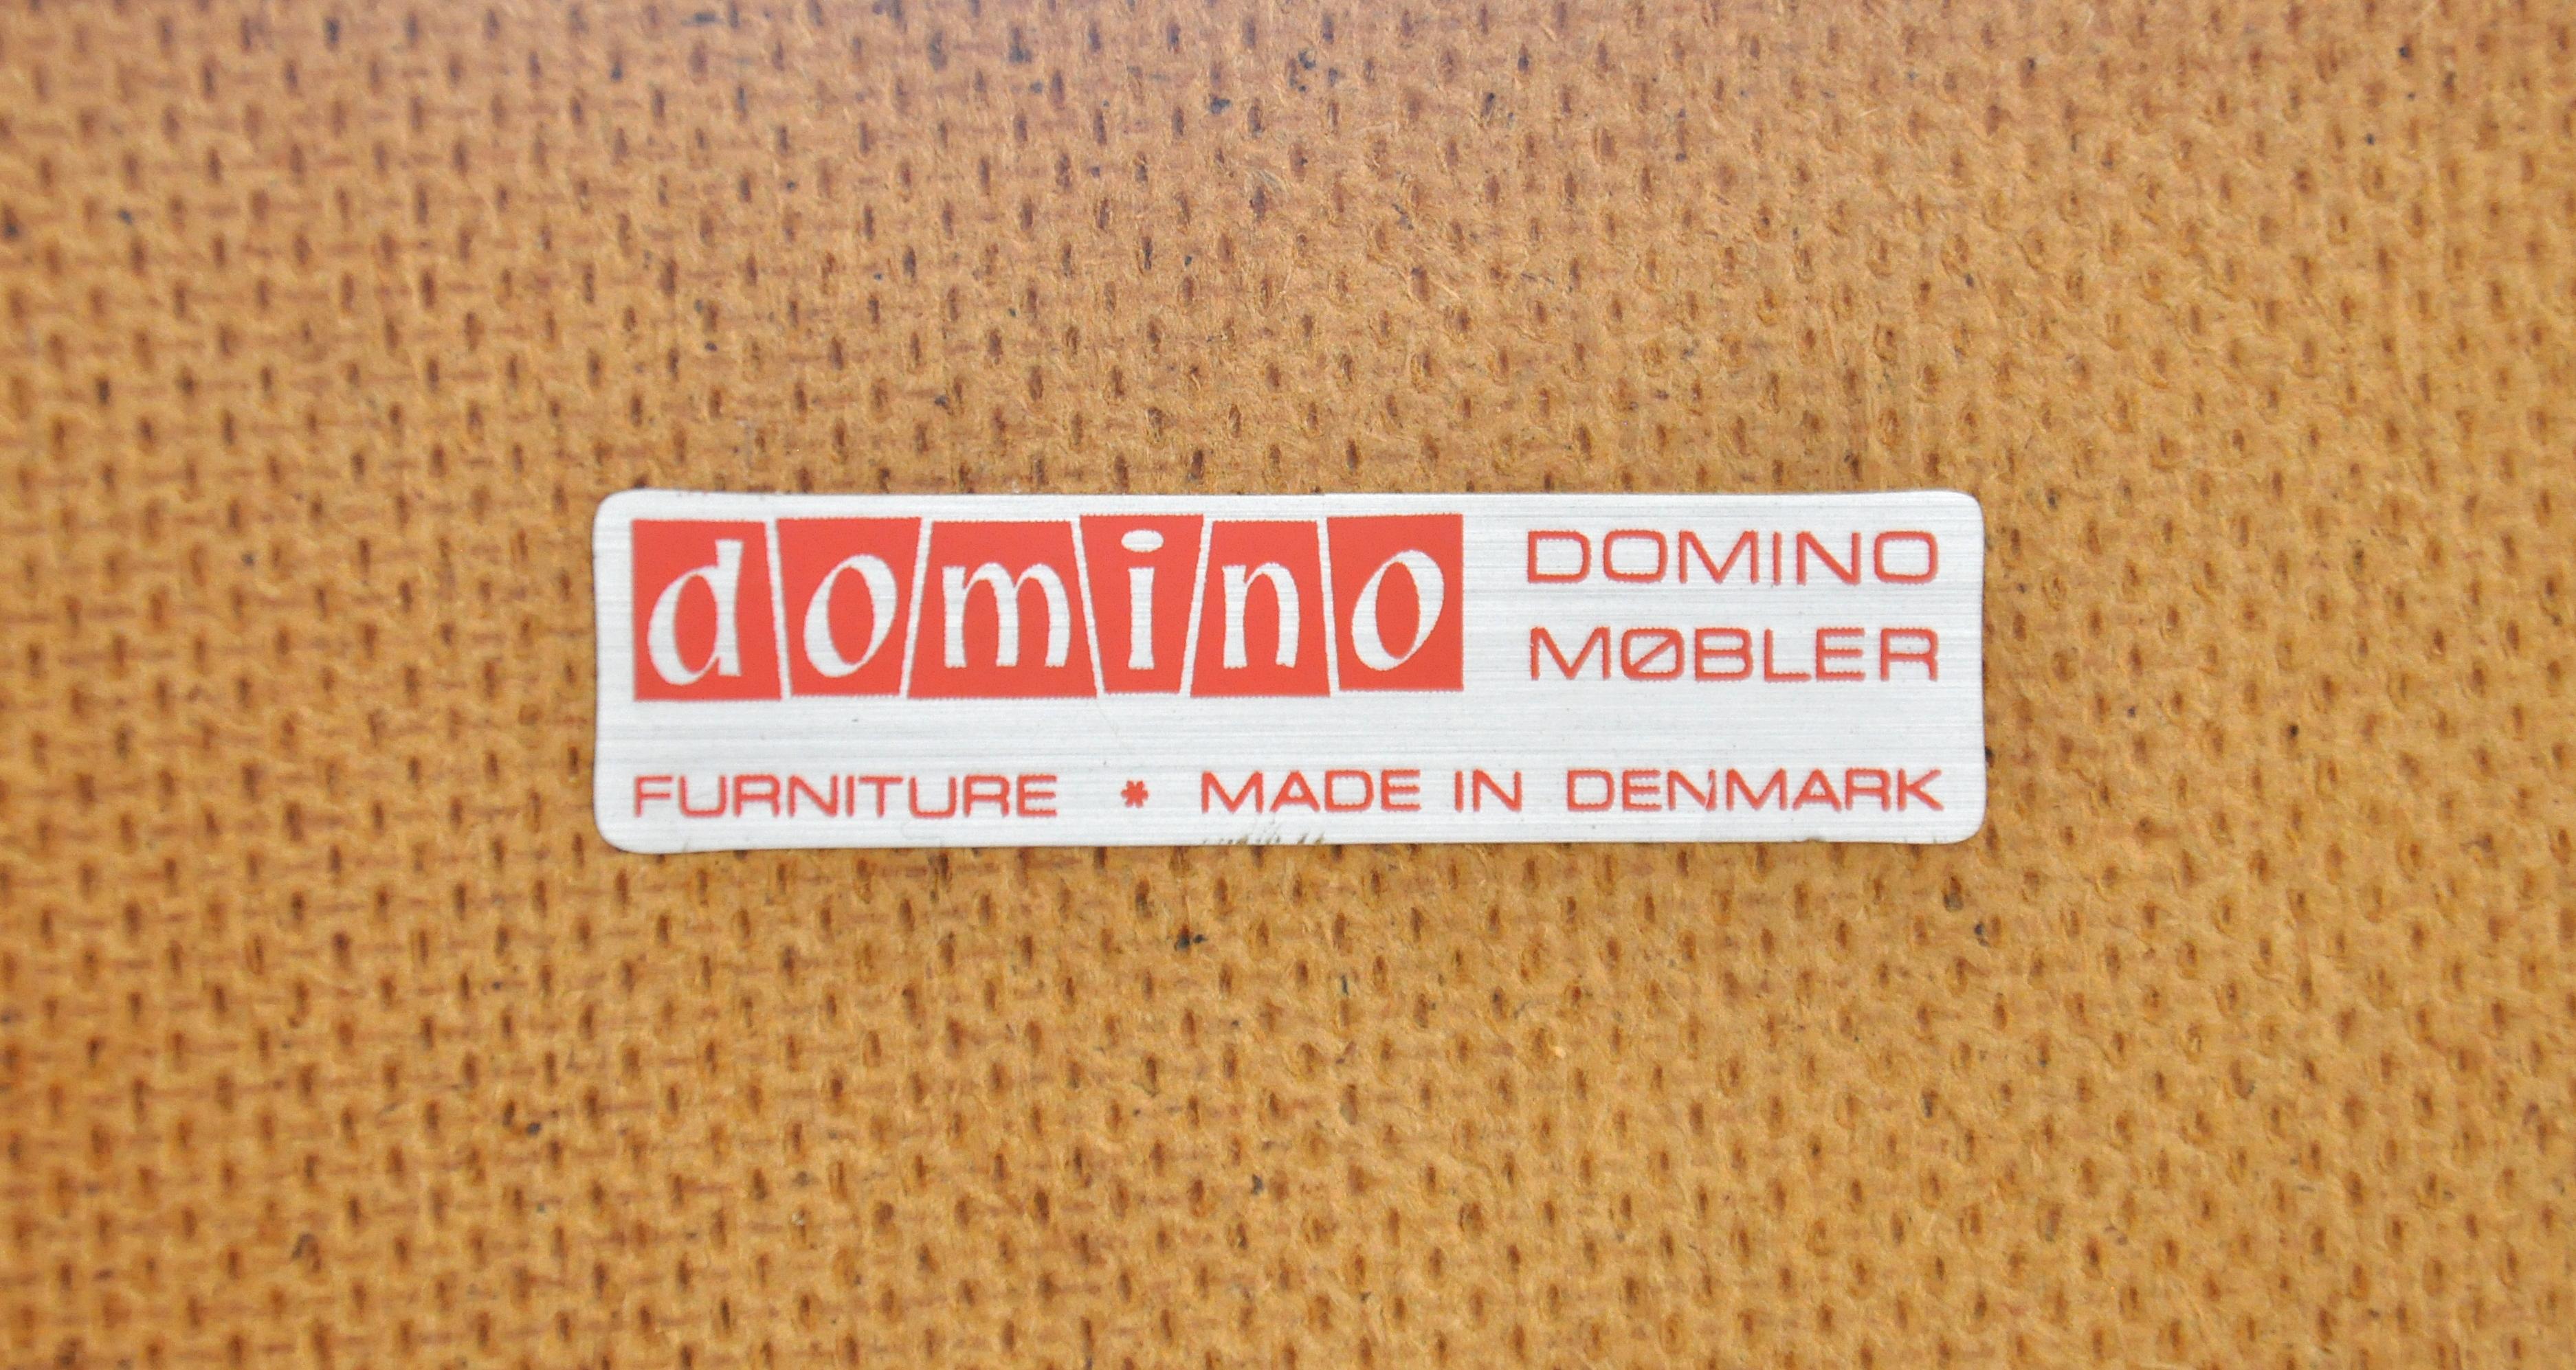 domino
DOMINO
MØBLER
FURNITURE * MADE IN DENMARK